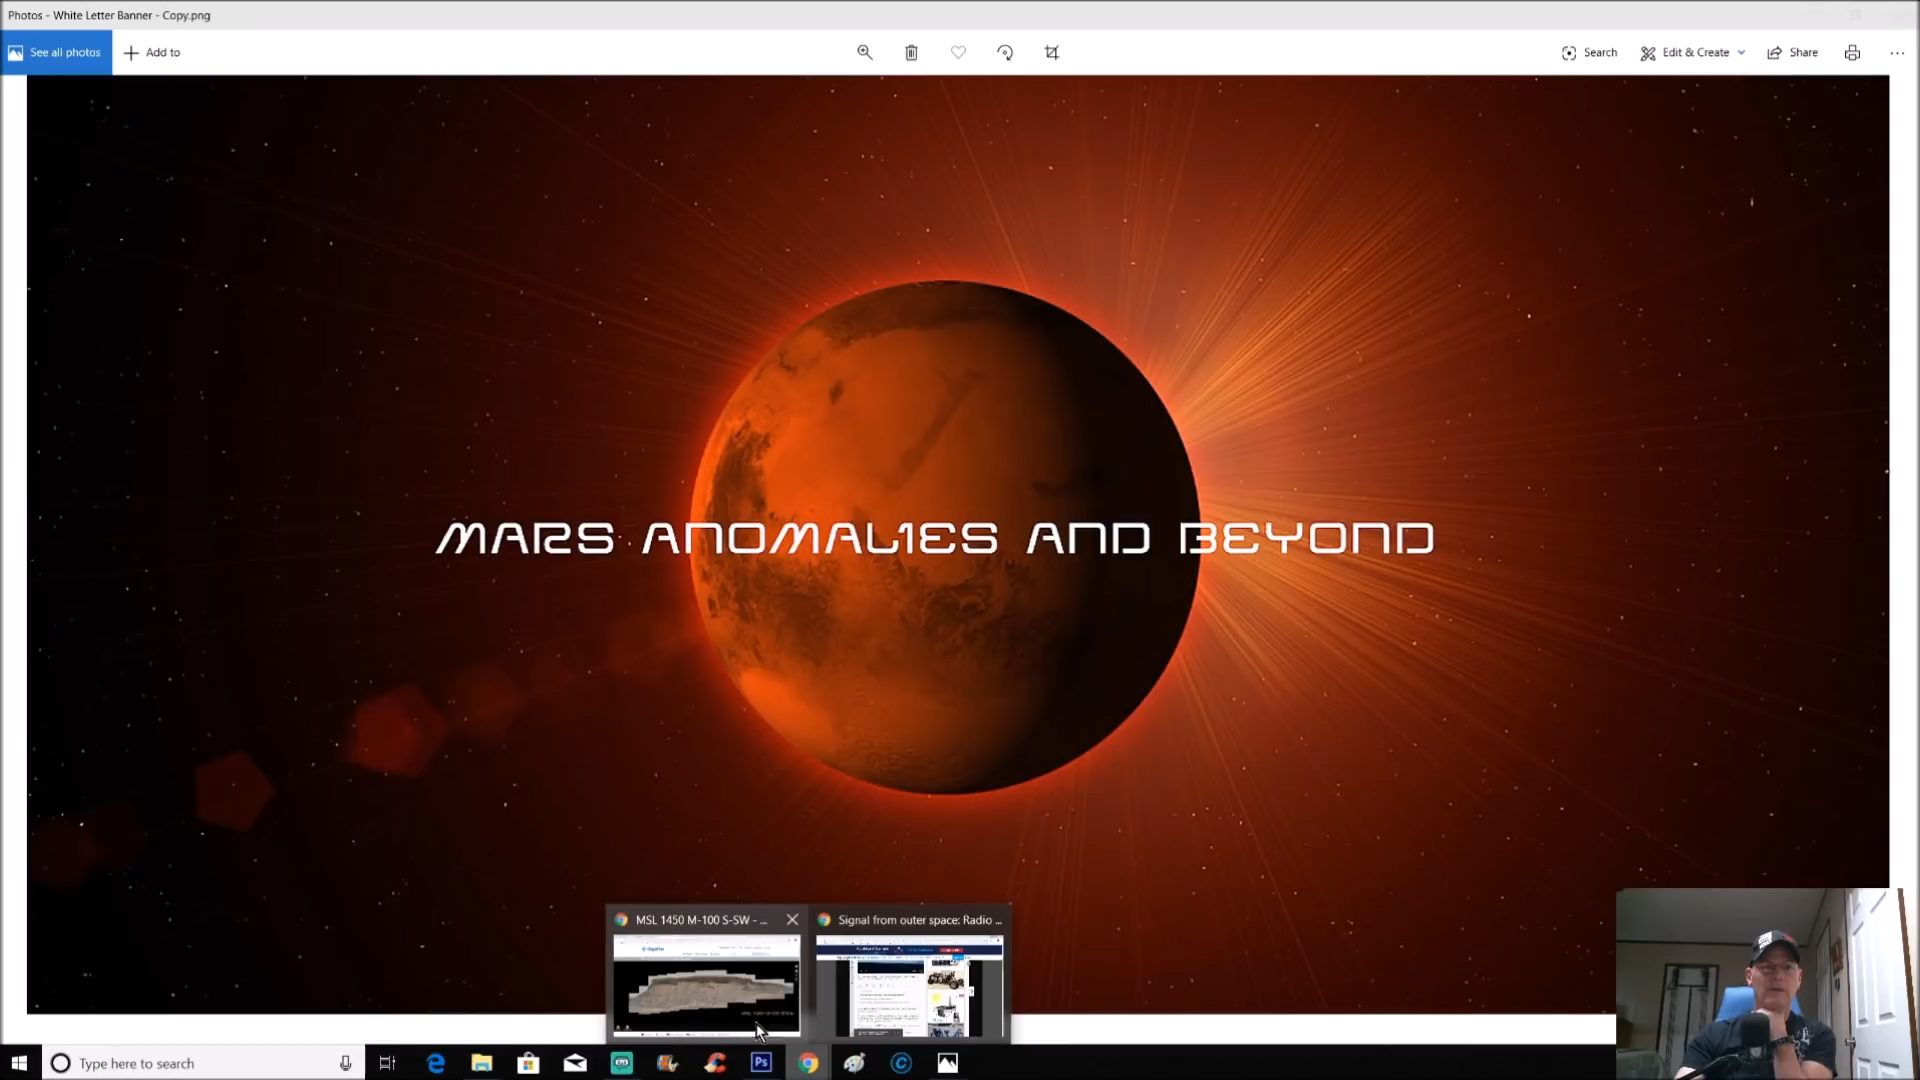 Photos - White Letter Banner - Copy.png
See all photos
Add to
Search
Edit & Create
Share
MARS ANOMALIES AND BEYOND
MSL 1450 M-100 S-SW - ...
Signal from outer space: Radio ...
Type here to search
Ps